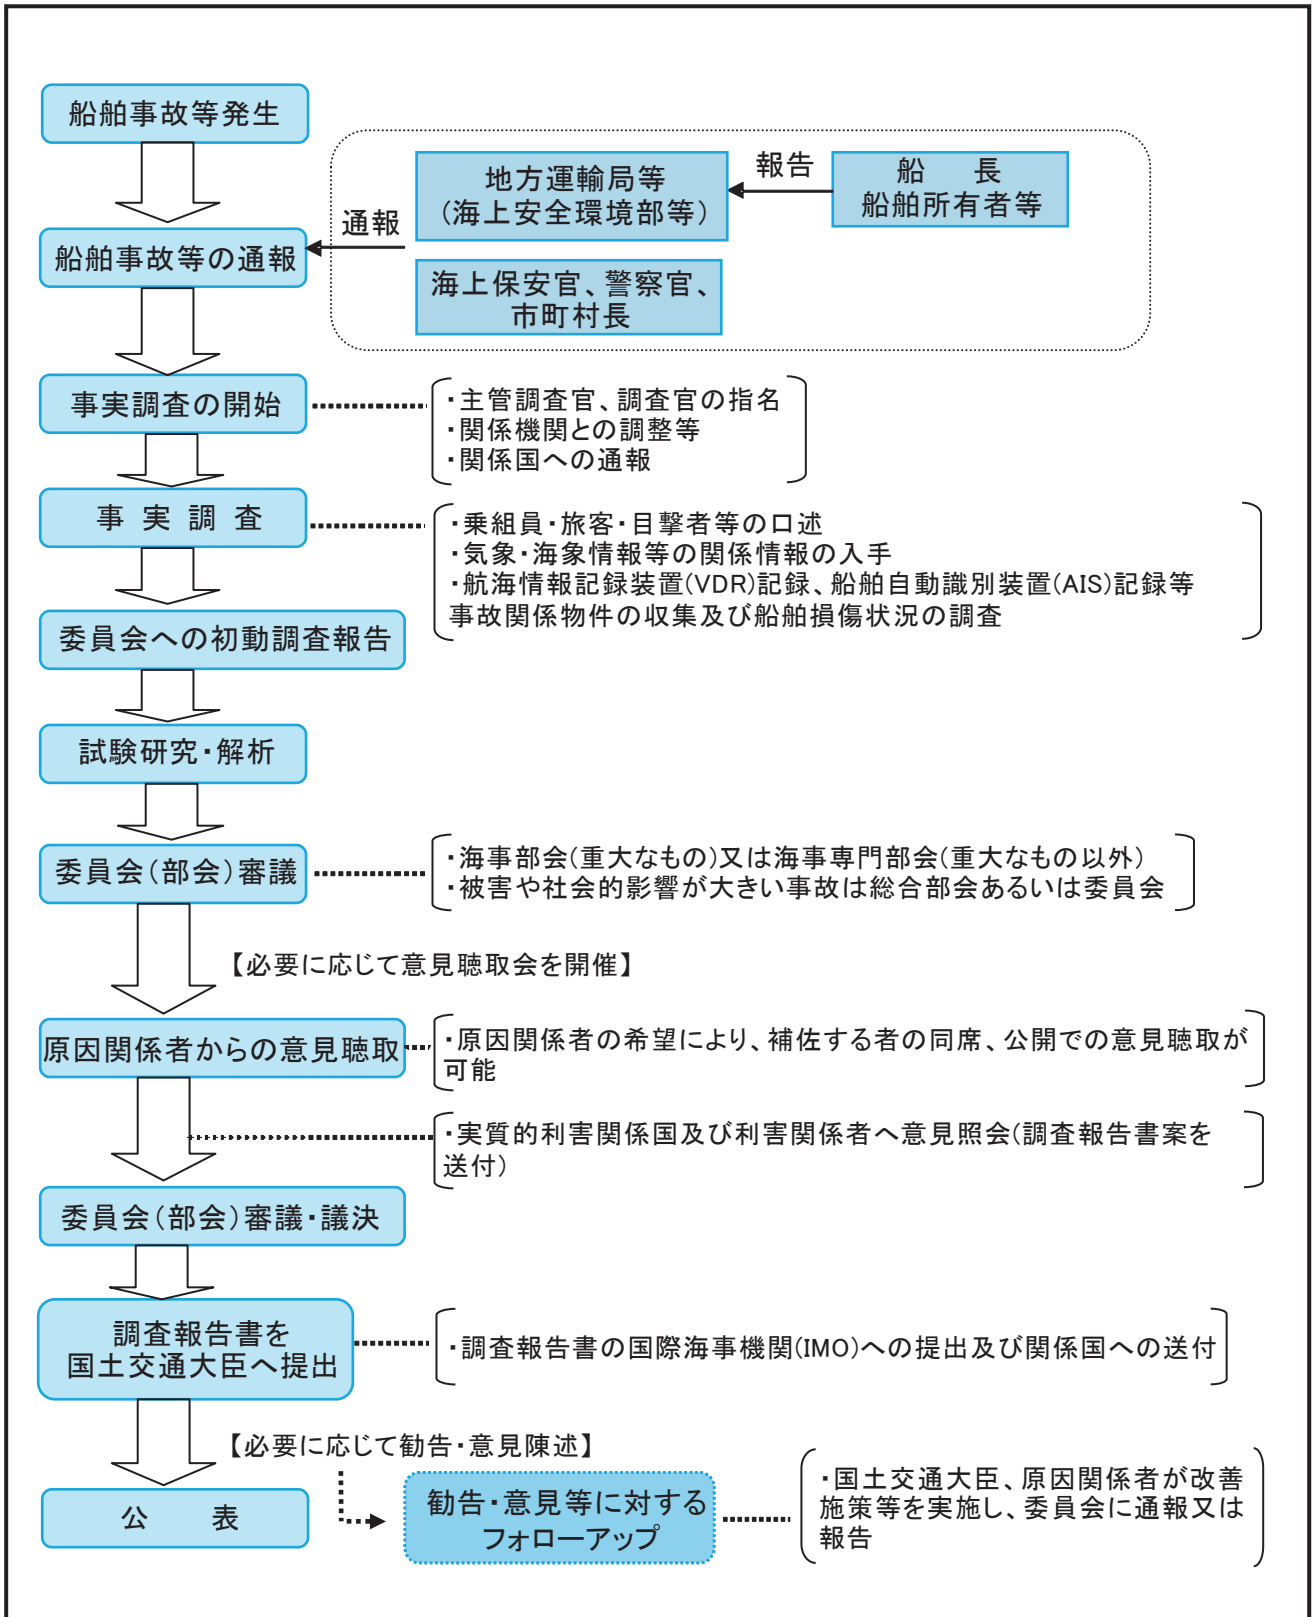 船舶事故等発生
地方運輸局等
(海上安全環境部等)
報告
船　長
船舶所有者等
通報
船舶事故等の通報
海上保安官、警察官、
市町村長
事実調査の開始
・主管調査官、調査官の指名
・関係機関との調整等
・関係国への通報
事 実 調 査
・乗組員・旅客・目撃者等の口述
・気象・海象情報等の関係情報の入手
・航海情報記録装置(VDR)記録、船舶自動識別装置(AIS)記録等
事故関係物件の収集及び船舶損傷状況の調査
委員会への初動調査報告
試験研究・解析
委員会(部会)審議
・海事部会(重大なもの)又は海事専門部会(重大なもの以外)
・被害や社会的影響が大きい事故は総合部会あるいは委員会
【必要に応じて意見聴取会を開催】
原因関係者からの意見聴取
・原因関係者の希望により、補佐する者の同席、公開での意見聴取が
可能
・実質的利害関係国及び利害関係者へ意見照会(調査報告書案を
送付)
委員会(部会)審議・議決
調査報告書を
国土交通大臣へ提出
・調査報告書の国際海事機関(IMO)への提出及び関係国への送付
【必要に応じて勧告・意見陳述】
公　　表
勧告・意見等に対する
フォローアップ
・国土交通大臣、原因関係者が改善
施策等を実施し、委員会に通報又は
報告